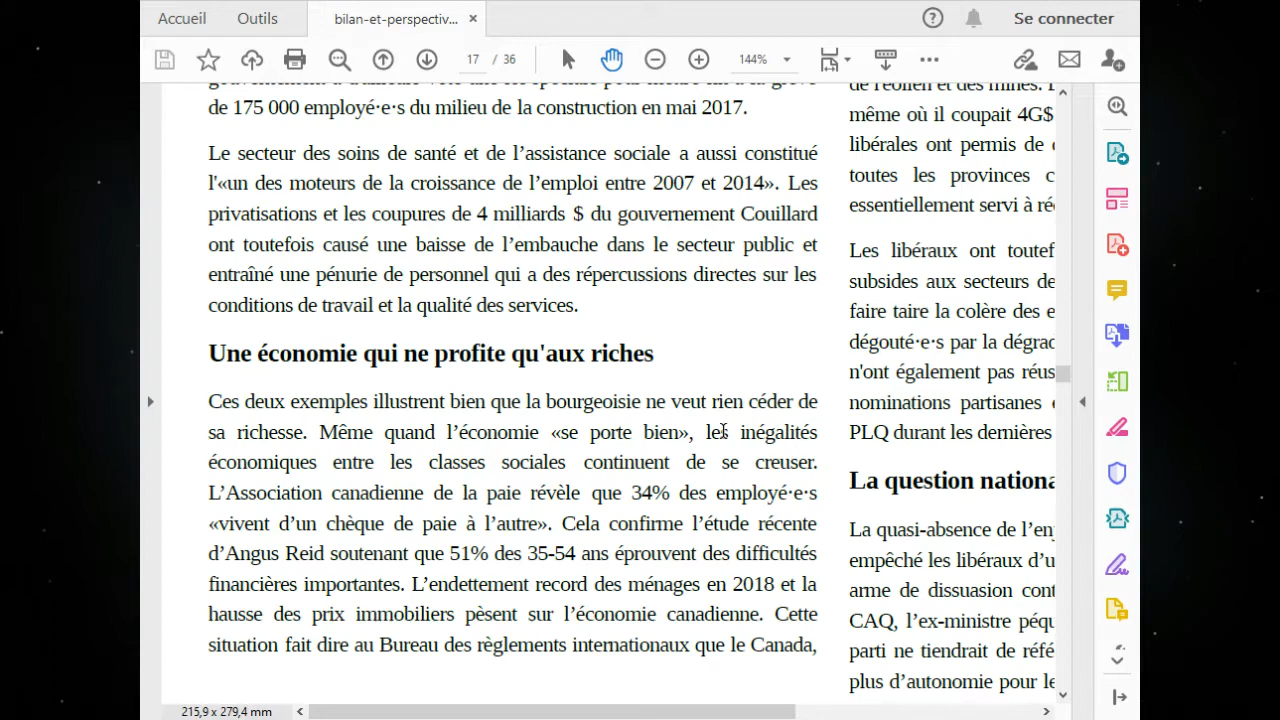 Accueil
Outils
bilan-et-perspectiv...
Se connecter
17 / 36
144%
de 175 000 employé·e·s du milieu de la construction en mai 2017.
Le secteur des soins de santé et de l’assistance sociale a aussi constitué
l'«un des moteurs de la croissance de l’emploi entre 2007 et 2014». Les
privatisations et les coupures de 4 milliards $ du gouvernement Couillard
ont toutefois causé une baisse de l’embauche dans le secteur public et
entraîné une pénurie de personnel qui a des répercussions directes sur les
conditions de travail et la qualité des services.
Une économie qui ne profite qu'aux riches
Ces deux exemples illustrent bien que la bourgeoisie ne veut rien céder de
sa richesse. Même quand l’économie «se porte bien», les inégalités
économiques entre les classes sociales continuent de se creuser.
L’Association canadienne de la paie révèle que 34% des employé·e·s
«vivent d’un chèque de paie à l’autre». Cela confirme l’étude récente
d’Angus Reid soutenant que 51% des 35-54 ans éprouvent des difficultés
financières importantes. L’endettement record des ménages en 2018 et la
hausse des prix immobiliers pèsent sur l’économie canadienne. Cette
situation fait dire au Bureau des règlements internationaux que le Canada,
de l'éolien et des mines.
même où il coupait 4G$
libérales ont permis de
toutes les provinces
essentiellement servi à
Les libéraux ont
subsides aux secteurs
faire taire la colère des
dégouté·e·s par la
n'ont également pas
nominations partisanes
PLQ durant les dernières
La question
La quasi-absence de
empêché les libéraux
arme de dissuasion
CAQ, l’ex-ministre
parti ne tiendrait de
plus d’autonomie pour
215,9 x 279,4 mm